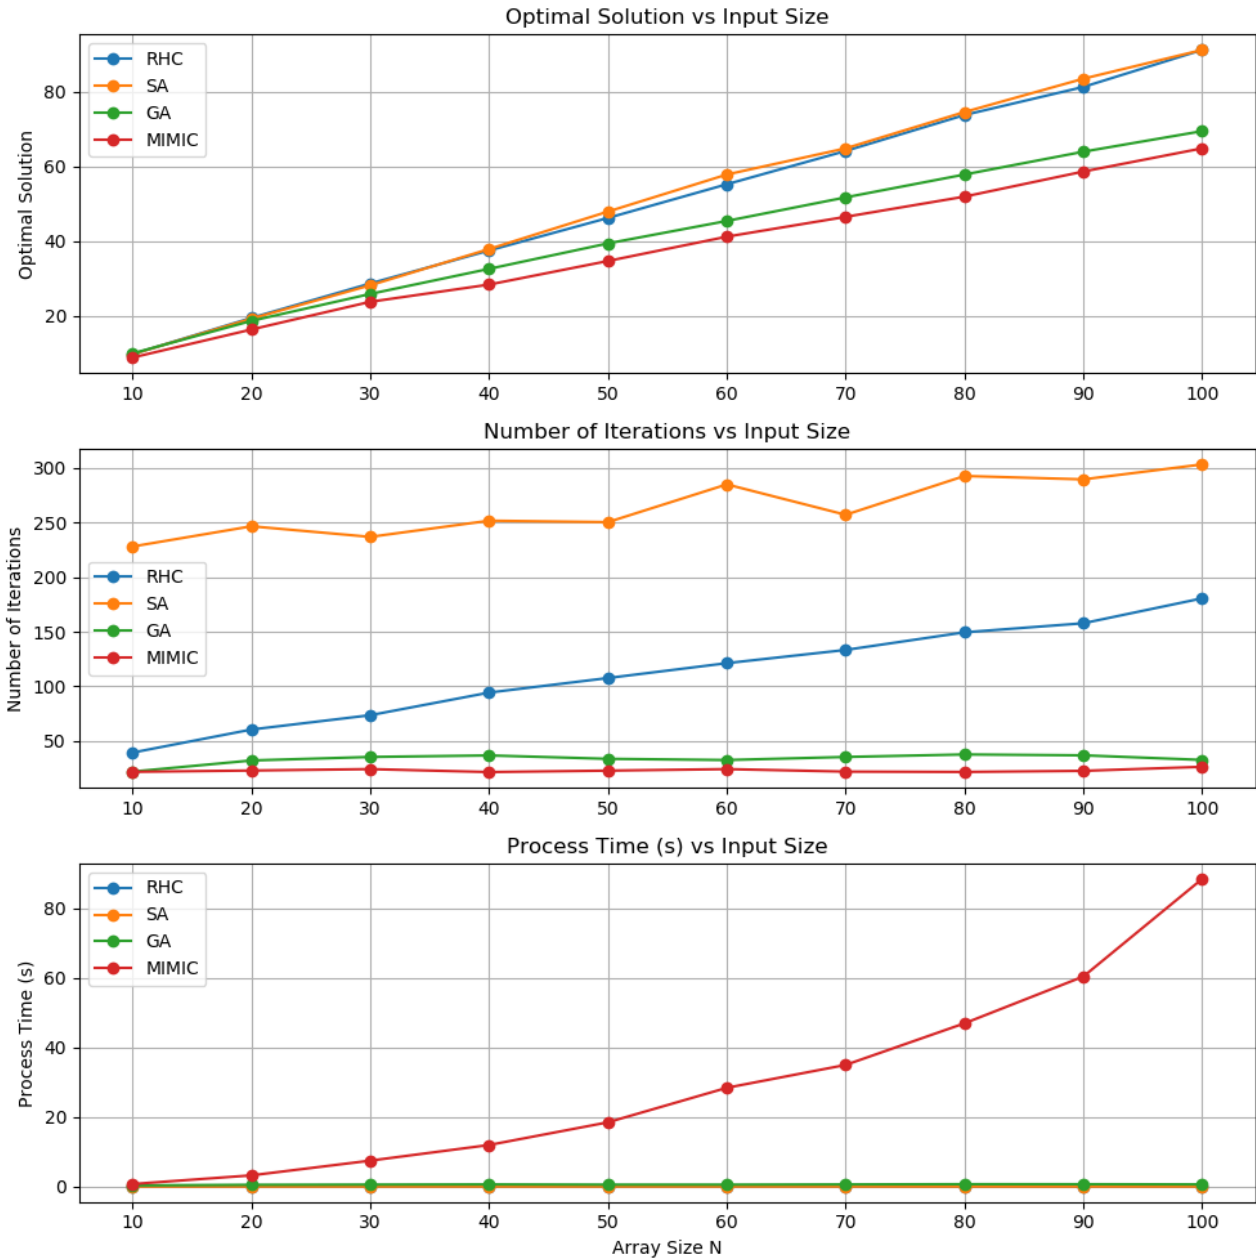 Optimal Solution vs Input Size
RHC
SA
GA
MIMIC
Optimal Solution
80
60
40
20
10 20 30 40 50 60 70 80 90 100
Number of Iterations vs Input Size
RHC
SA
GA
MIMIC
Number of Iterations
300
250
200
150
100
50
10 20 30 40 50 60 70 80 90 100
Process Time (s) vs Input Size
RHC
SA
GA
MIMIC
Process Time (s)
80
60
40
20
0
10 20 30 40 50 60 70 80 90 100
Array Size N